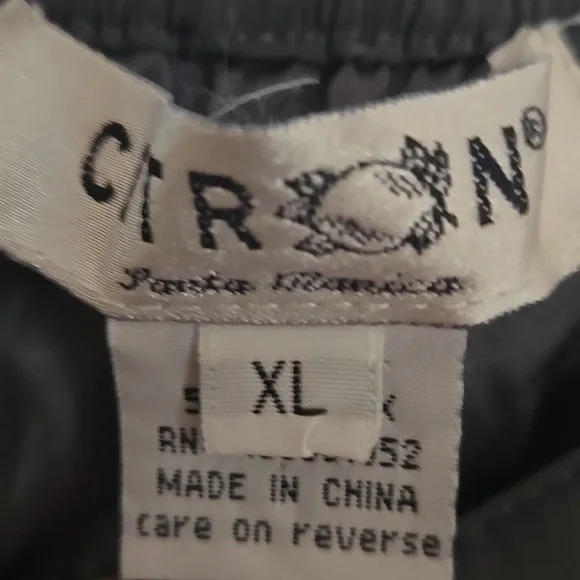 CITRON®
Santa Monica
XL
RN
MADE IN CHINA
care on reverse